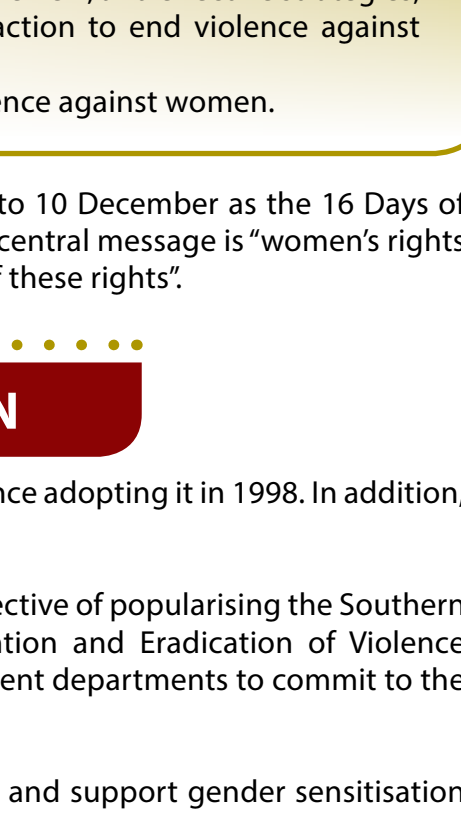 action to end violence against
ence against women.
to 10 December as the 16 Days of
central message is “women’s rights
f these rights”.
N
nce adopting it in 1998. In addition,
ective of popularising the Southern
ntion and Eradication of Violence
ent departments to commit to the
and support gender sensitisation